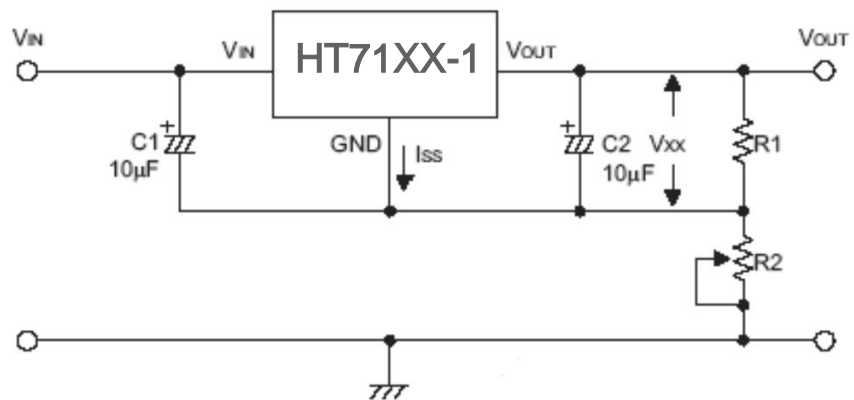 VIN
VIN
HT71XX-1
VOUT
VOUT
C1
10μF
GND
ISS
C2
10μF
VXX
R1
R2